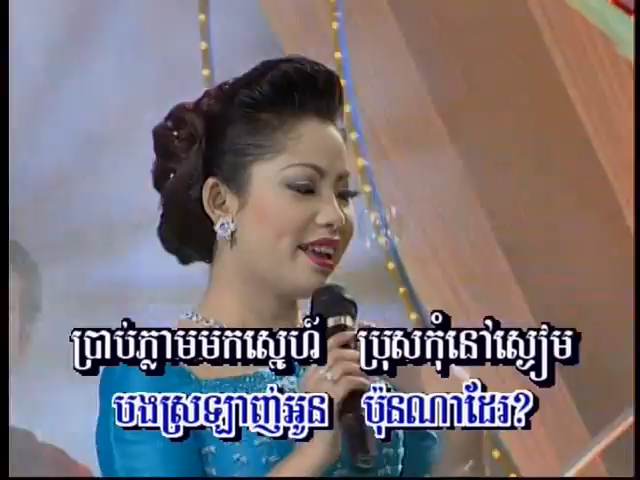 ប្រាប់ភ្លាមមកស្នេហ៍ ប្រុសកុំនៅស្ងៀម
បងស្រឡាញ់អូន ប៉ុនណាដែរ?